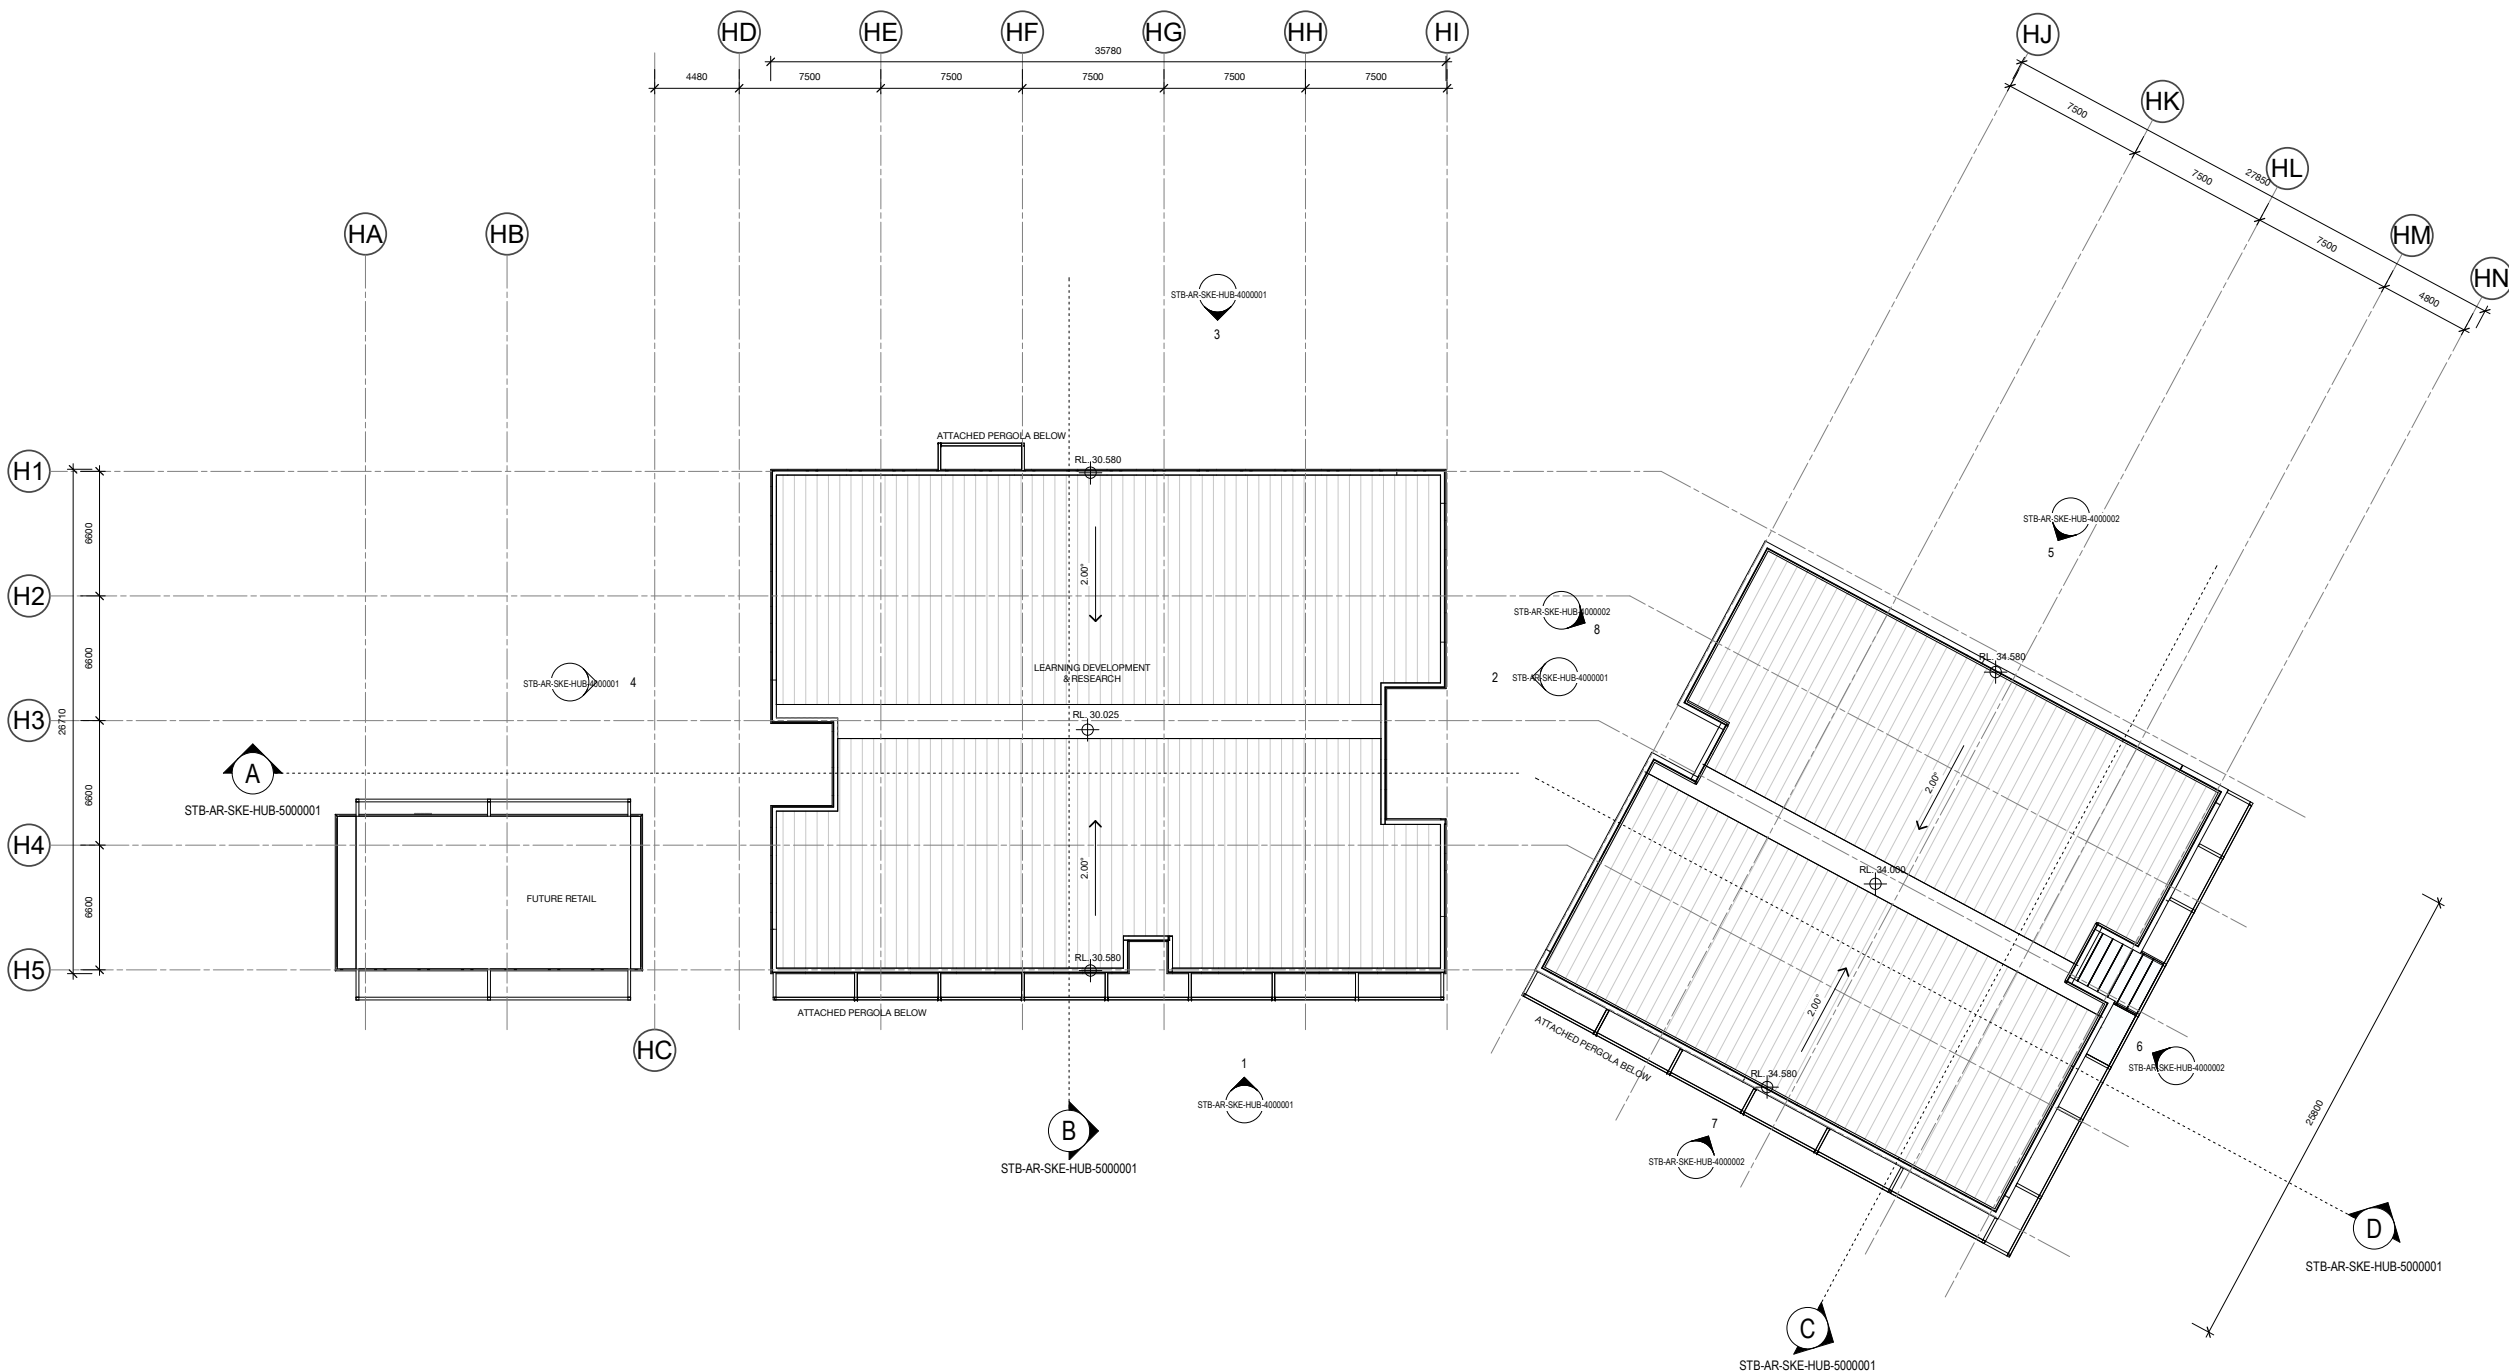 HD
HE
HF
HG
HH
HI
HJ
35780
4480
7500
7500
7500
7500
7500
HK
HL
HM
HN
7500
7500
27850
7500
4800
HA
HB
STB-AR-SKE-HUB-4000001
3
ATTACHED PERGOLA BELOW
H1
RL. 30.580
6600
2.00°
STB-AR-SKE-HUB-4000002
5
H2
STB-AR-SKE-HUB-4000002
8
6600
LEARNING DEVELOPMENT
& RESEARCH
STB-AR-SKE-HUB-4000001
4
2
STB-AR-SKE-HUB-4000001
RL. 34.580
H3
26710
RL. 30.025
A
STB-AR-SKE-HUB-5000001
6600
2.00°
H4
2.00°
RL. 34.000
6600
FUTURE RETAIL
H5
RL. 30.580
ATTACHED PERGOLA BELOW
2.00°
ATTACHED PERGOLA BELOW
HC
1
STB-AR-SKE-HUB-4000001
RL. 34.580
6
STB-AR-SKE-HUB-4000002
B
STB-AR-SKE-HUB-5000001
7
STB-AR-SKE-HUB-4000002
25800
D
STB-AR-SKE-HUB-5000001
C
STB-AR-SKE-HUB-5000001